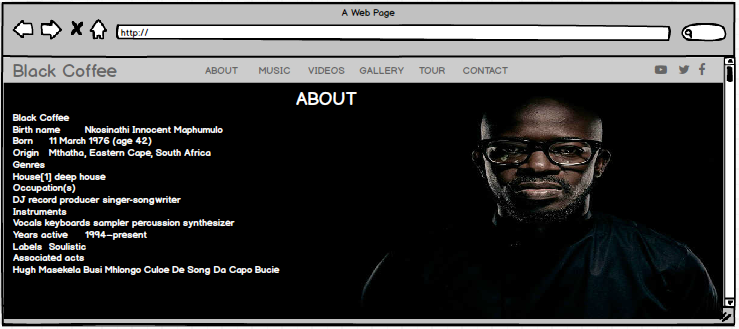 A Web Page
http://
Black Coffee ABOUT MUSIC VIDEOS GALLERY TOUR CONTACT
ABOUT
Black Coffee
Birth name Nkosinathi Innocent Maphumulo
Born 11 March 1976 (age 42)
Origin Mthatha, Eastern Cape, South Africa
Genres
House[1] deep house
Occupation(s)
DJ record producer singer-songwriter
Instruments
Vocals keyboards sampler percussion synthesizer
Years active 1994–present
Labels Soulistic
Associated acts
Hugh Masekela Busi Mhlongo Culoe De Song Da Capo Bucie